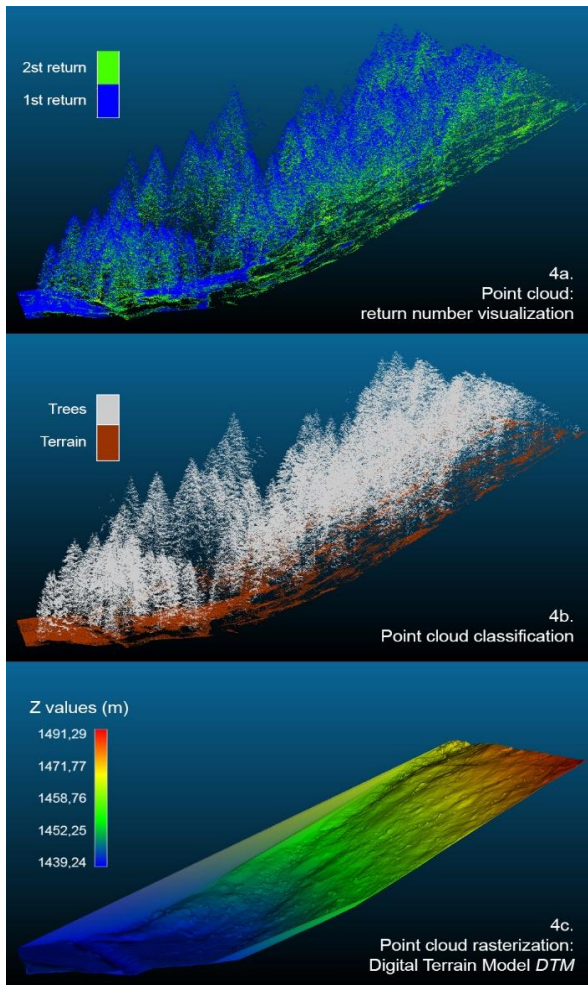 2st return
1st return
4a.
Point cloud:
return number visualization
Trees
Terrain
4b.
Point cloud classification
Z values (m)
1491,29
1471,77
1458,76
1452,25
1439,24
4c.
Point cloud rasterization:
Digital Terrain Model DTM